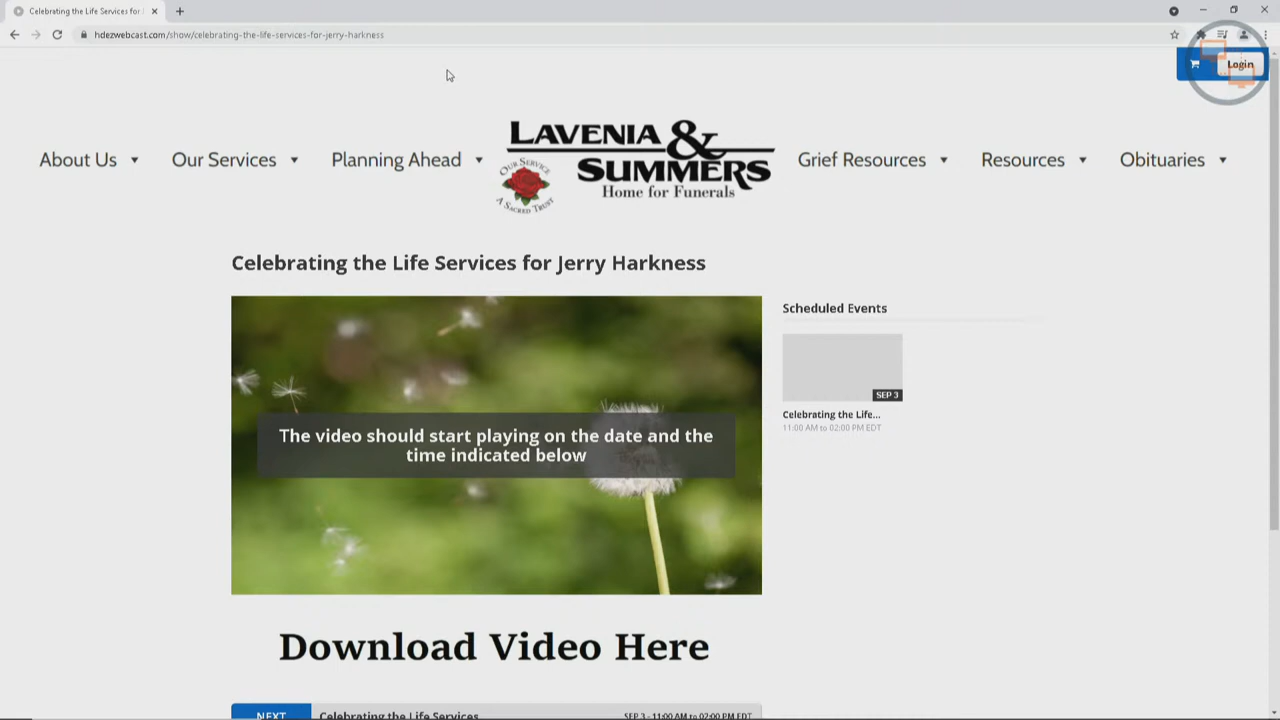 Celebrating the Life Services for
hdezwebcast.com/show/celebrating-the-life-services-for-jerry-harkness
Login
About Us
Our Services
Planning Ahead
LAVENIA &
SUMMERS
Home for Funerals
OUR SERVICE
A SACRED TRUST
Grief Resources
Resources
Obituaries
Celebrating the Life Services for Jerry Harkness
The video should start playing on the date and the
time indicated below
Scheduled Events
SEP 3
Celebrating the Life...
11:00 AM to 02:00 PM EDT
Download Video Here
NEXT Celebrating the Life Services SEP 3 - 11:00 AM to 02:00 PM EDT